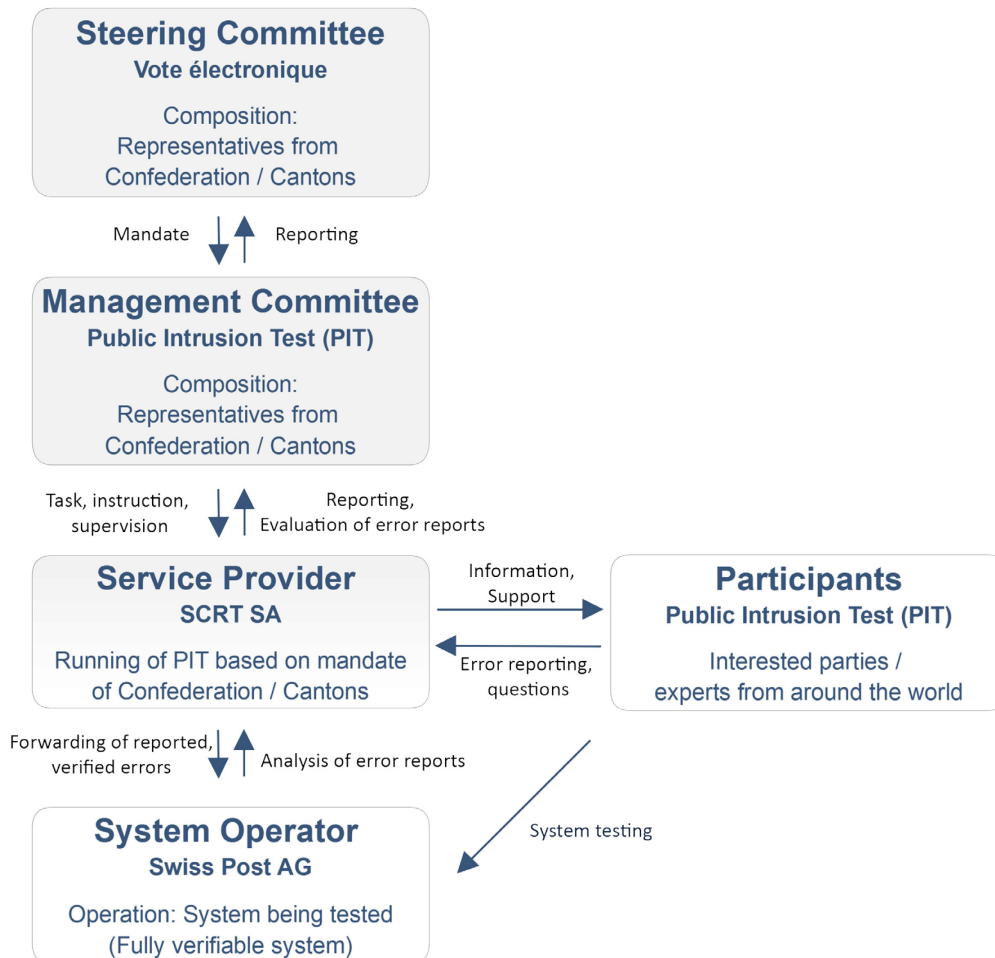 Steering Committee
Vote électronique
Composition:
Representatives from
Confederation / Cantons
Mandate
Reporting
Management Committee
Public Intrusion Test (PIT)
Composition:
Representatives from
Confederation / Cantons
Task, instruction,
supervision
Reporting,
Evaluation of error reports
Service Provider
SCRT SA
Running of PIT based on mandate
of Confederation / Cantons
Information,
Support
Error reporting,
questions
Participants
Public Intrusion Test (PIT)
Interested parties /
experts from around the world
Forwarding of reported,
verified errors
Analysis of error reports
System testing
System Operator
Swiss Post AG
Operation: System being tested
(Fully verifiable system)